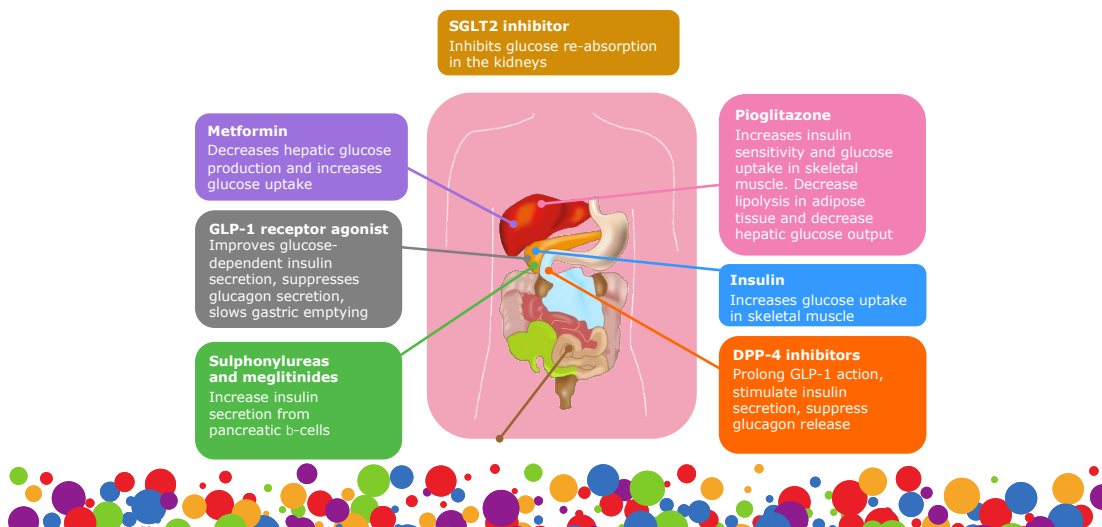 SGLT2 inhibitor
Inhibits glucose re-absorption
in the kidneys
Metformin
Decreases hepatic glucose
production and increases
glucose uptake
GLP-1 receptor agonist
Improves glucose-
dependent insulin
secretion, suppresses
glucagon secretion,
slows gastric emptying
Sulphonylureas
and meglitinides
Increase insulin
secretion from
pancreatic b-cells
Pioglitazone
Increases insulin
sensitivity and glucose
uptake in skeletal
muscle. Decrease
lipolysis in adipose
tissue and decrease
hepatic glucose output
Insulin
Increases glucose uptake
in skeletal muscle
DPP-4 inhibitors
Prolong GLP-1 action,
stimulate insulin
secretion, suppress
glucagon release